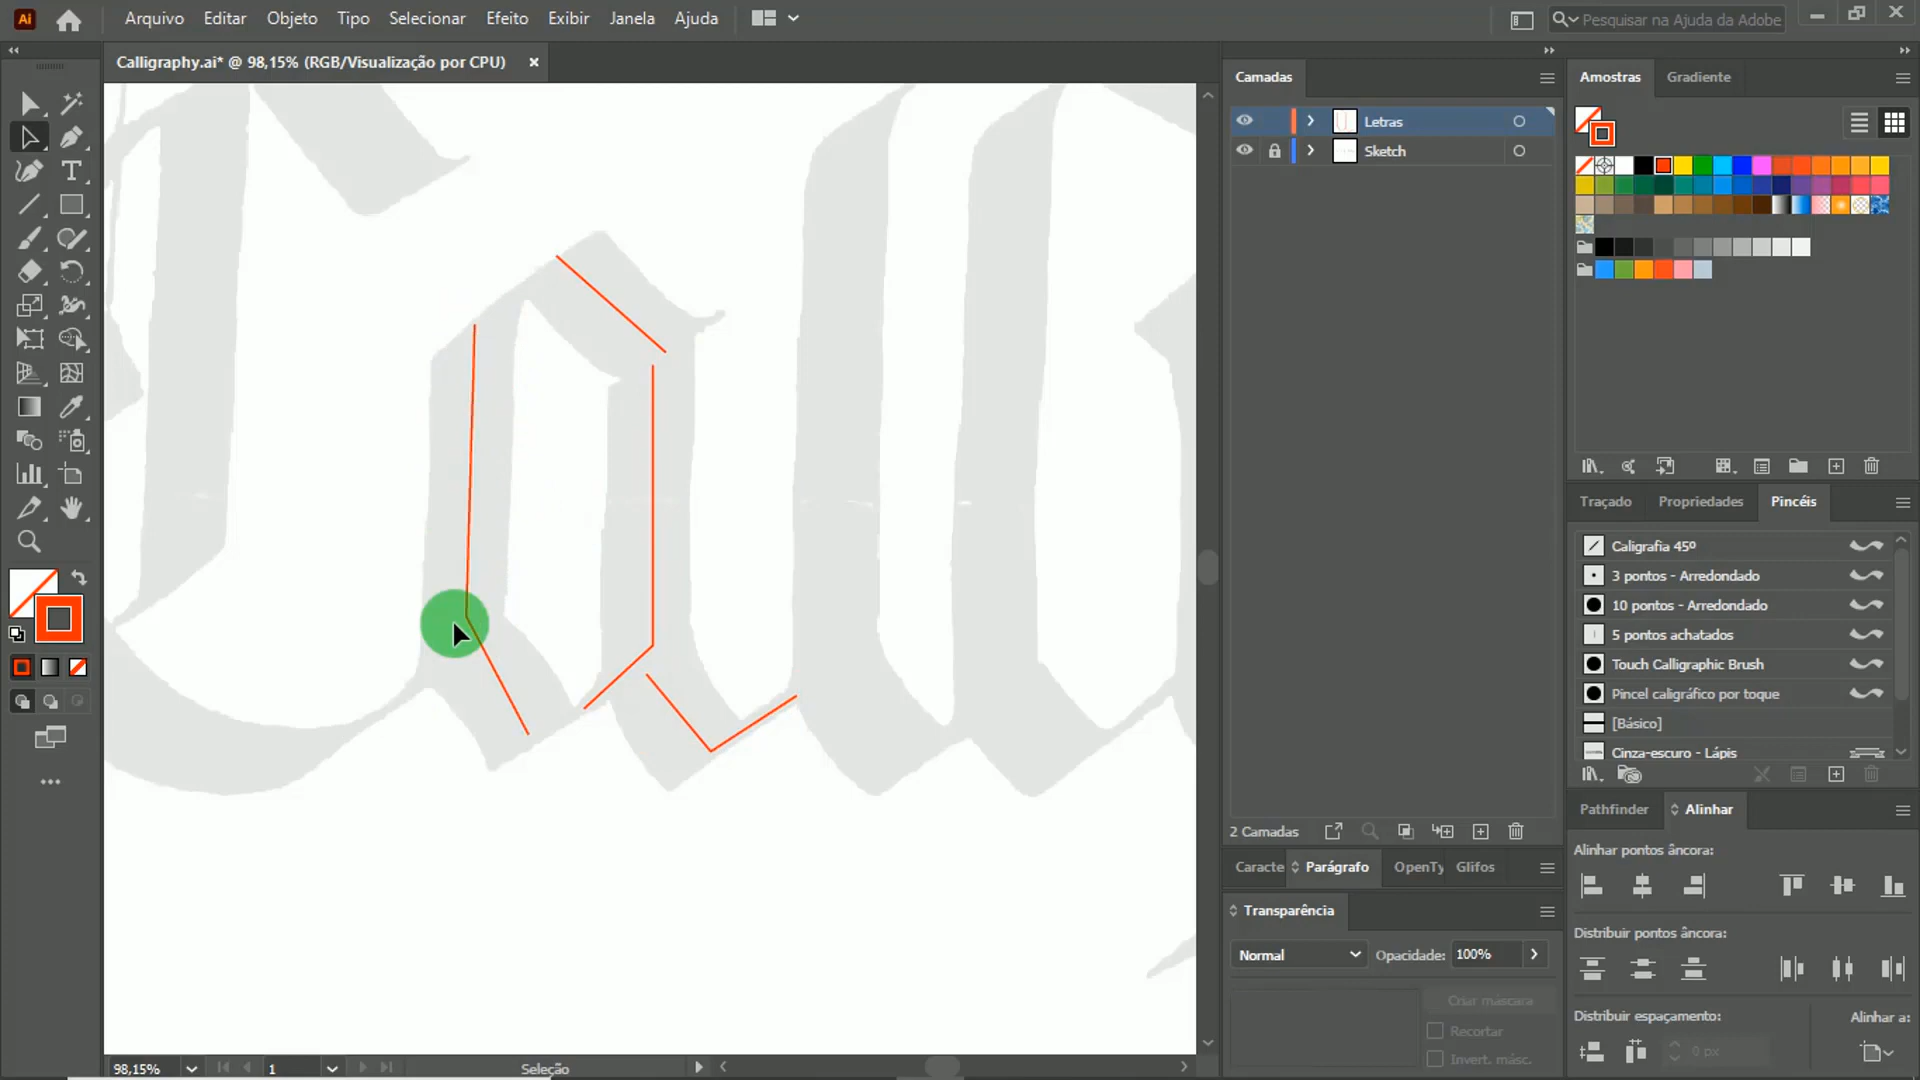 Ai
Arquivo Editar Objeto Tipo Selecionar Efeito Exibir Janela Ajuda
Pesquisar na Ajuda da Adobe
Calligraphy.ai* @ 98,15% (RGB/Visualização por CPU)
Camadas
Letras
Sketch
2 Camadas
Caracte Parágrafo OpenTy Glifos
Transparência
Normal Opacidade: 100%
Criar máscara
Recortar
Invert. másc.
Amostras Gradiente
Traçado Propriedades Pincéis
Caligrafia 45º
3 pontos - Arredondado
10 pontos - Arredondado
5 pontos achatados
Touch Calligraphic Brush
Pincel caligráfico por toque
[Básico]
Cinza-escuro - Lápis
Pathfinder Alinhar
Alinhar pontos âncora:
Distribuir pontos âncora:
Distribuir espaçamento: Alinhar a:
0 px
98,15% 1 Seleção